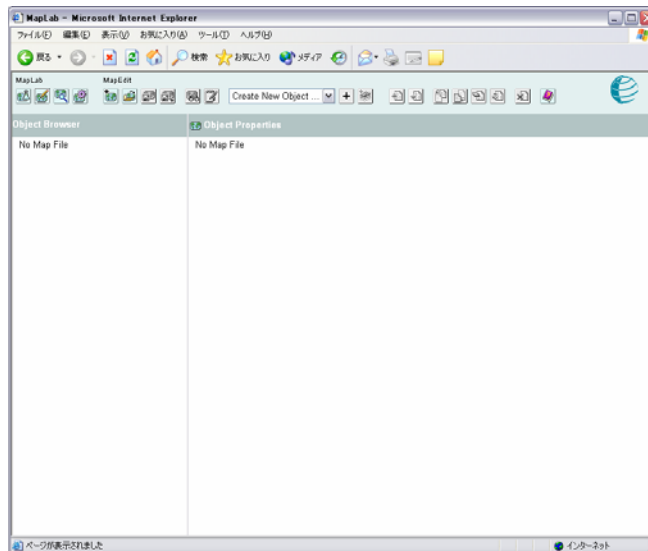 MapLab - Microsoft Internet Explorer
ファイル(F) 編集(E) 表示(V) お気に入り(A) ツール(T) ヘルプ(H)
戻る 検索 お気に入り メディア
MapLab MapEdit
Create New Object ...
Object Browser Object Properties
No Map File No Map File
ページが表示されました インターネット